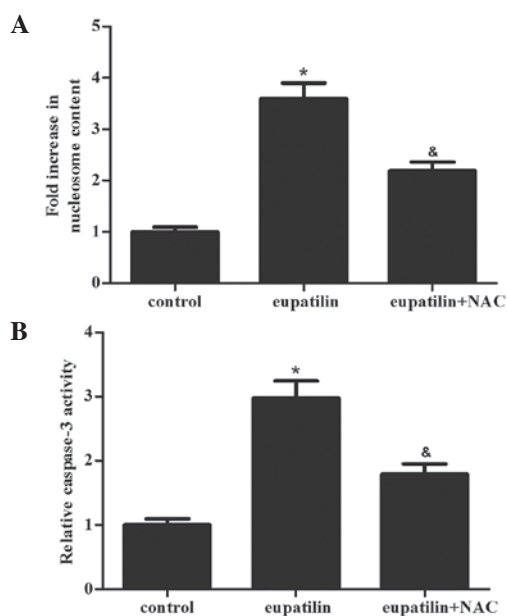 A
Fold increase in
nucleosome content
5
4
3
2
1
0
*
&
control eupatilin eupatilin+NAC
B
Relative caspase-3 activity
4
3
2
1
0
*
&
control eupatilin eupatilin+NAC